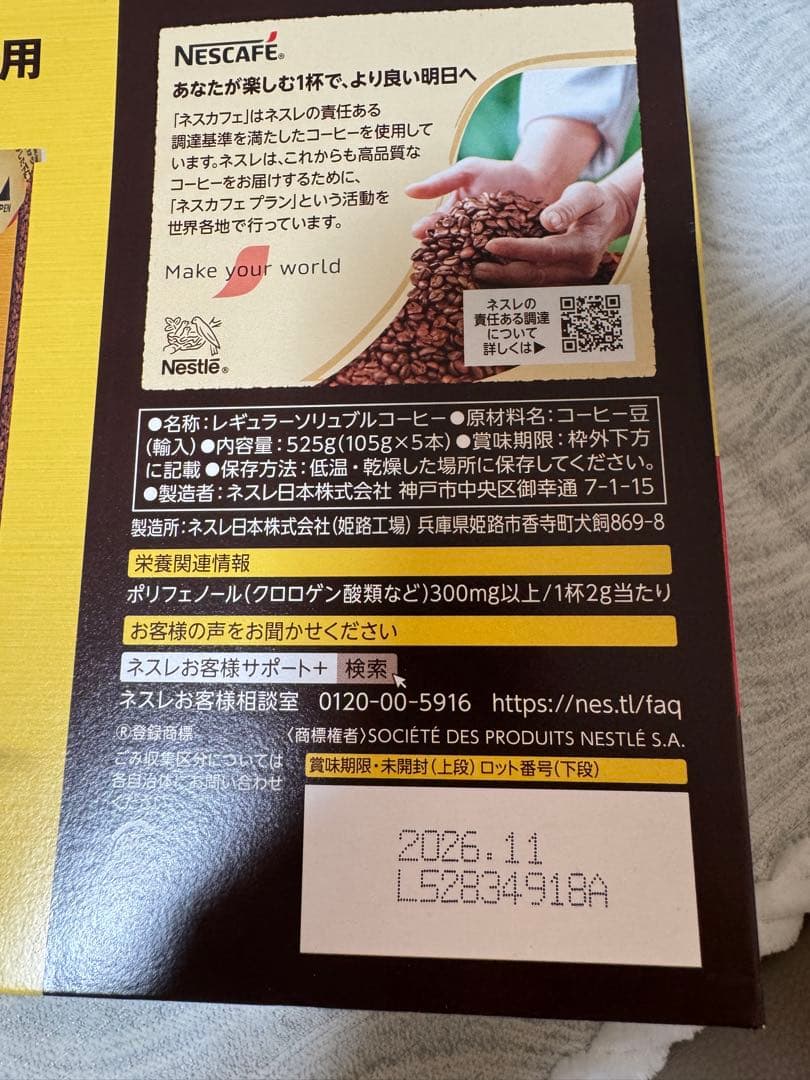 用
OPEN
NESCAFÉ®
あなたが楽しむ1杯で、より良い明日へ
「ネスカフェ」はネスレの責任ある
調達基準を満たしたコーヒーを使用して
います。ネスレは、これからも高品質な
コーヒーをお届けするために、
「ネスカフェ プラン」という活動を
世界各地で行っています。
Make your world
Nestlé®
ネスレの
責任ある調達
について
詳しくは▶
●名称:レギュラーソリュブルコーヒー ●原材料名:コーヒー豆
(輸入) ●内容量:525g(105g×5本) ●賞味期限:枠外下方
に記載 ●保存方法:低温・乾燥した場所に保存してください。
●製造者:ネスレ日本株式会社 神戸市中央区御幸通 7-1-15
製造所:ネスレ日本株式会社(姫路工場) 兵庫県姫路市香寺町犬飼869-8
栄養関連情報
ポリフェノール(クロロゲン酸類など)300mg以上/1杯2g当たり
お客様の声をお聞かせください
ネスレお客様サポート+ 検索
ネスレお客様相談室 0120-00-5916 https://nes.tl/faq
®登録商標 〈商標権者〉SOCIÉTÉ DES PRODUITS NESTLÉ S.A.
ごみ収集区分については
各自治体にお問い合わせ
ください。
賞味期限・未開封(上段) ロット番号(下段)
2026.11
L52834918A